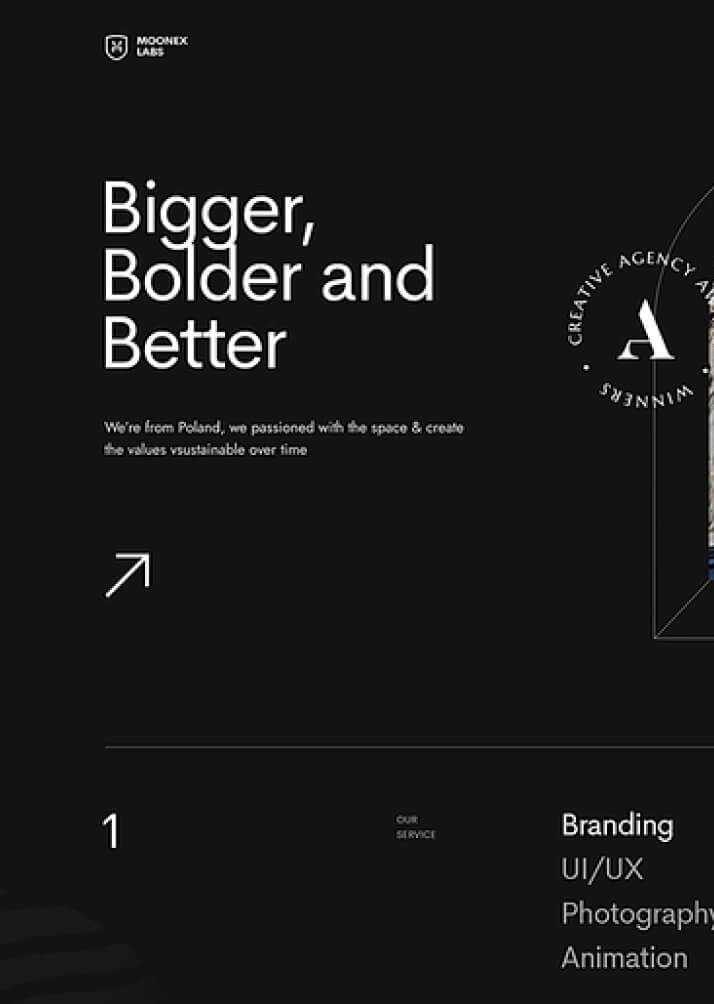 MOONEX
LABS
Bigger,
Bolder and
Better
We're from Poland, we passioned with the space & create
the values vsustainable over time
CREATIVE AGENCY
WINNERS
A
1
OUR
SERVICE
Branding
UI/UX
Photography
Animation